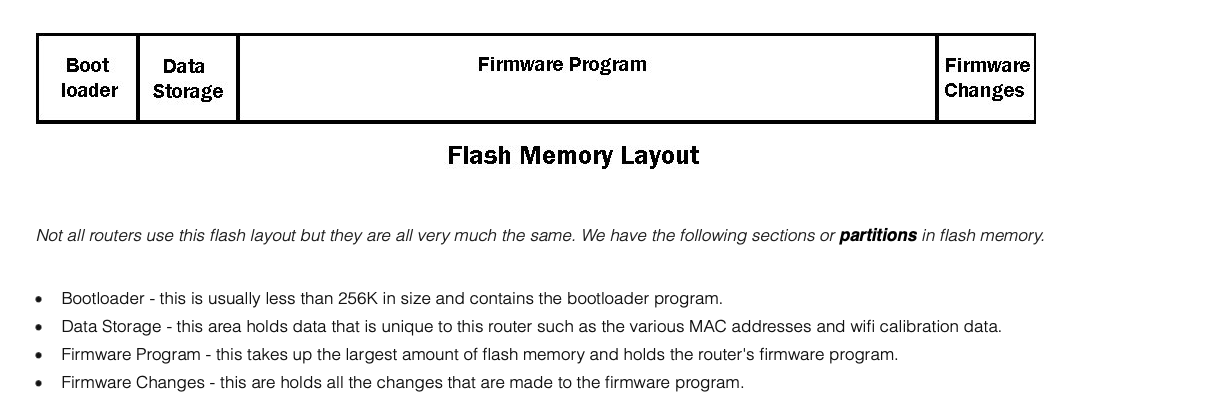 Boot loader
Data Storage
Firmware Program
Firmware Changes
Flash Memory Layout
Not all routers use this flash layout but they are all very much the same. We have the following sections or partitions in flash memory.
• Bootloader - this is usually less than 256K in size and contains the bootloader program.
• Data Storage - this area holds data that is unique to this router such as the various MAC addresses and wifi calibration data.
• Firmware Program - this takes up the largest amount of flash memory and holds the router's firmware program.
• Firmware Changes - this are holds all the changes that are made to the firmware program.